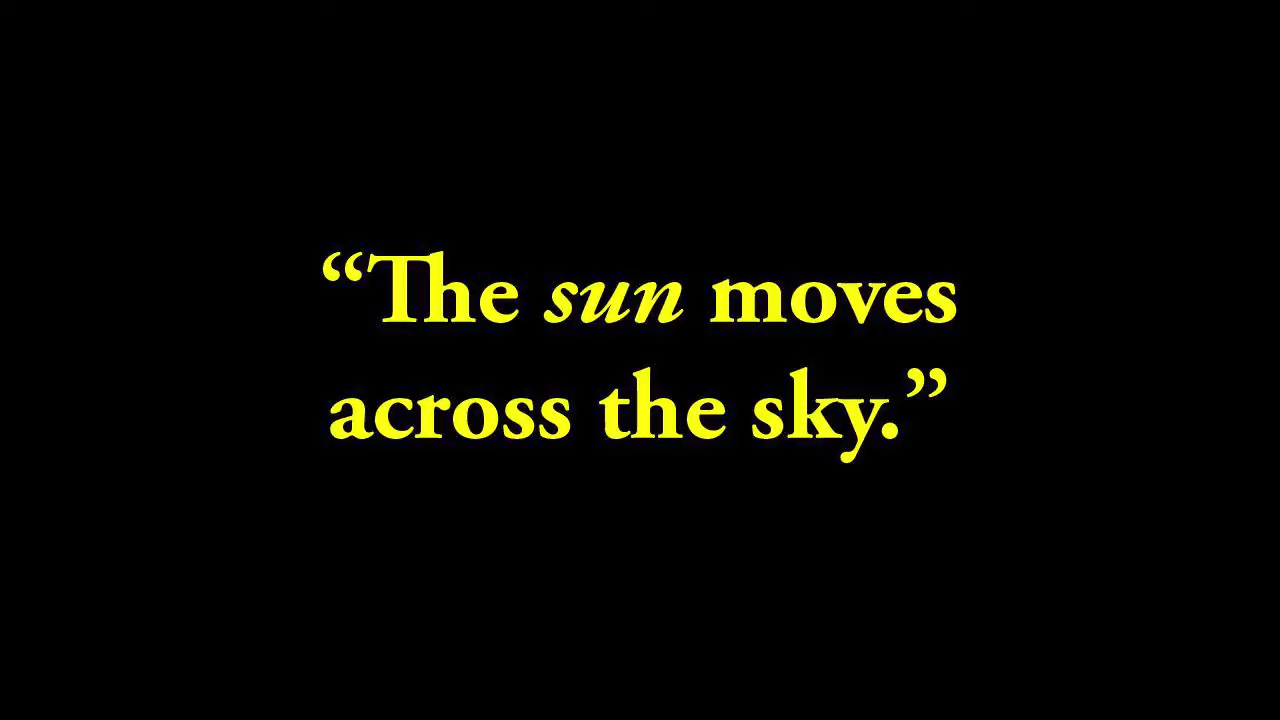 “The sun moves
across the sky.”